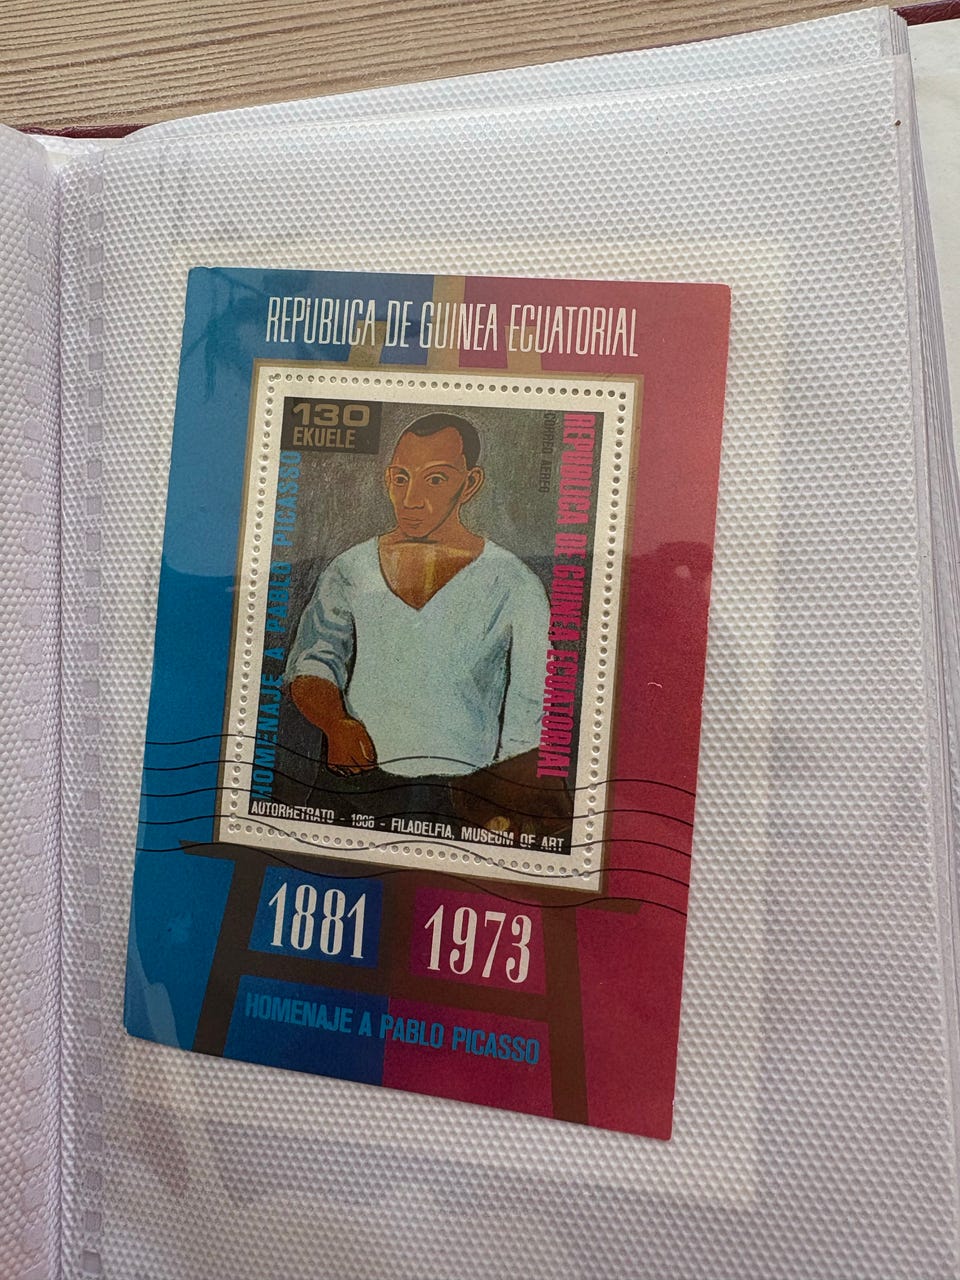 REPUBLICA DE GUINEA ECUATORIAL
130
EKUELE
HOMENAJE A PABLO PICASSO
CORREO AEREO
REPUBLICA DE GUINEA ECUATORIAL
AUTORRETRATO - 1906 - FILADELFIA, MUSEUM OF ART
1881
1973
HOMENAJE A PABLO PICASSO